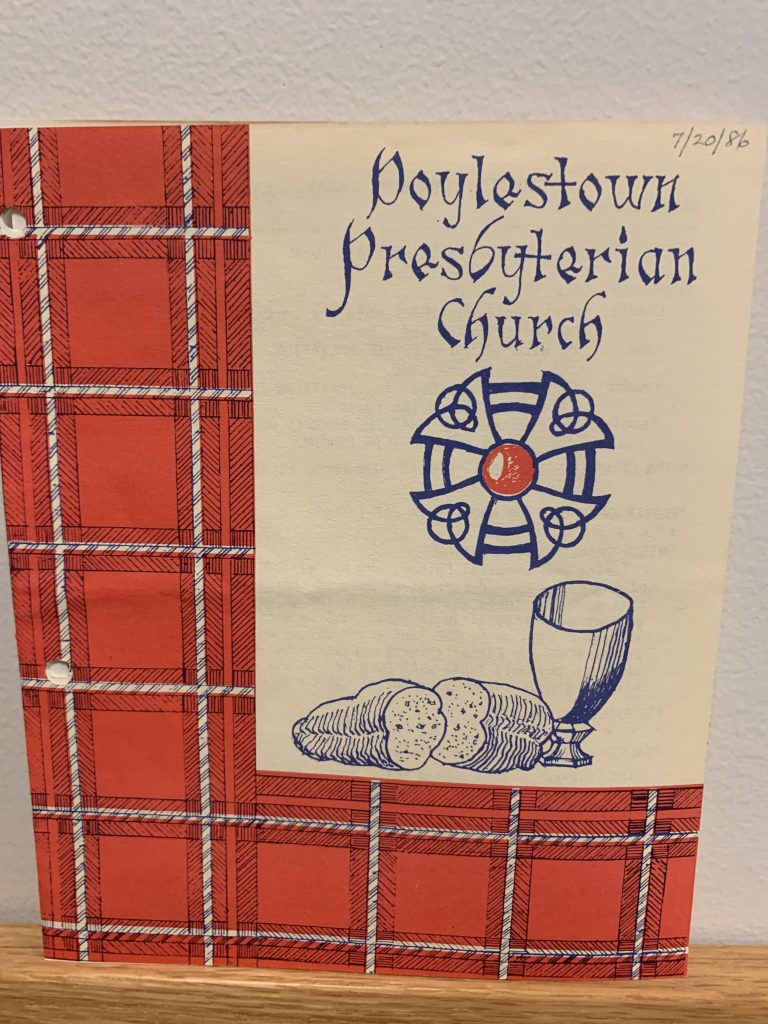 7/20/86
Doylestown
Presbyterian
Church